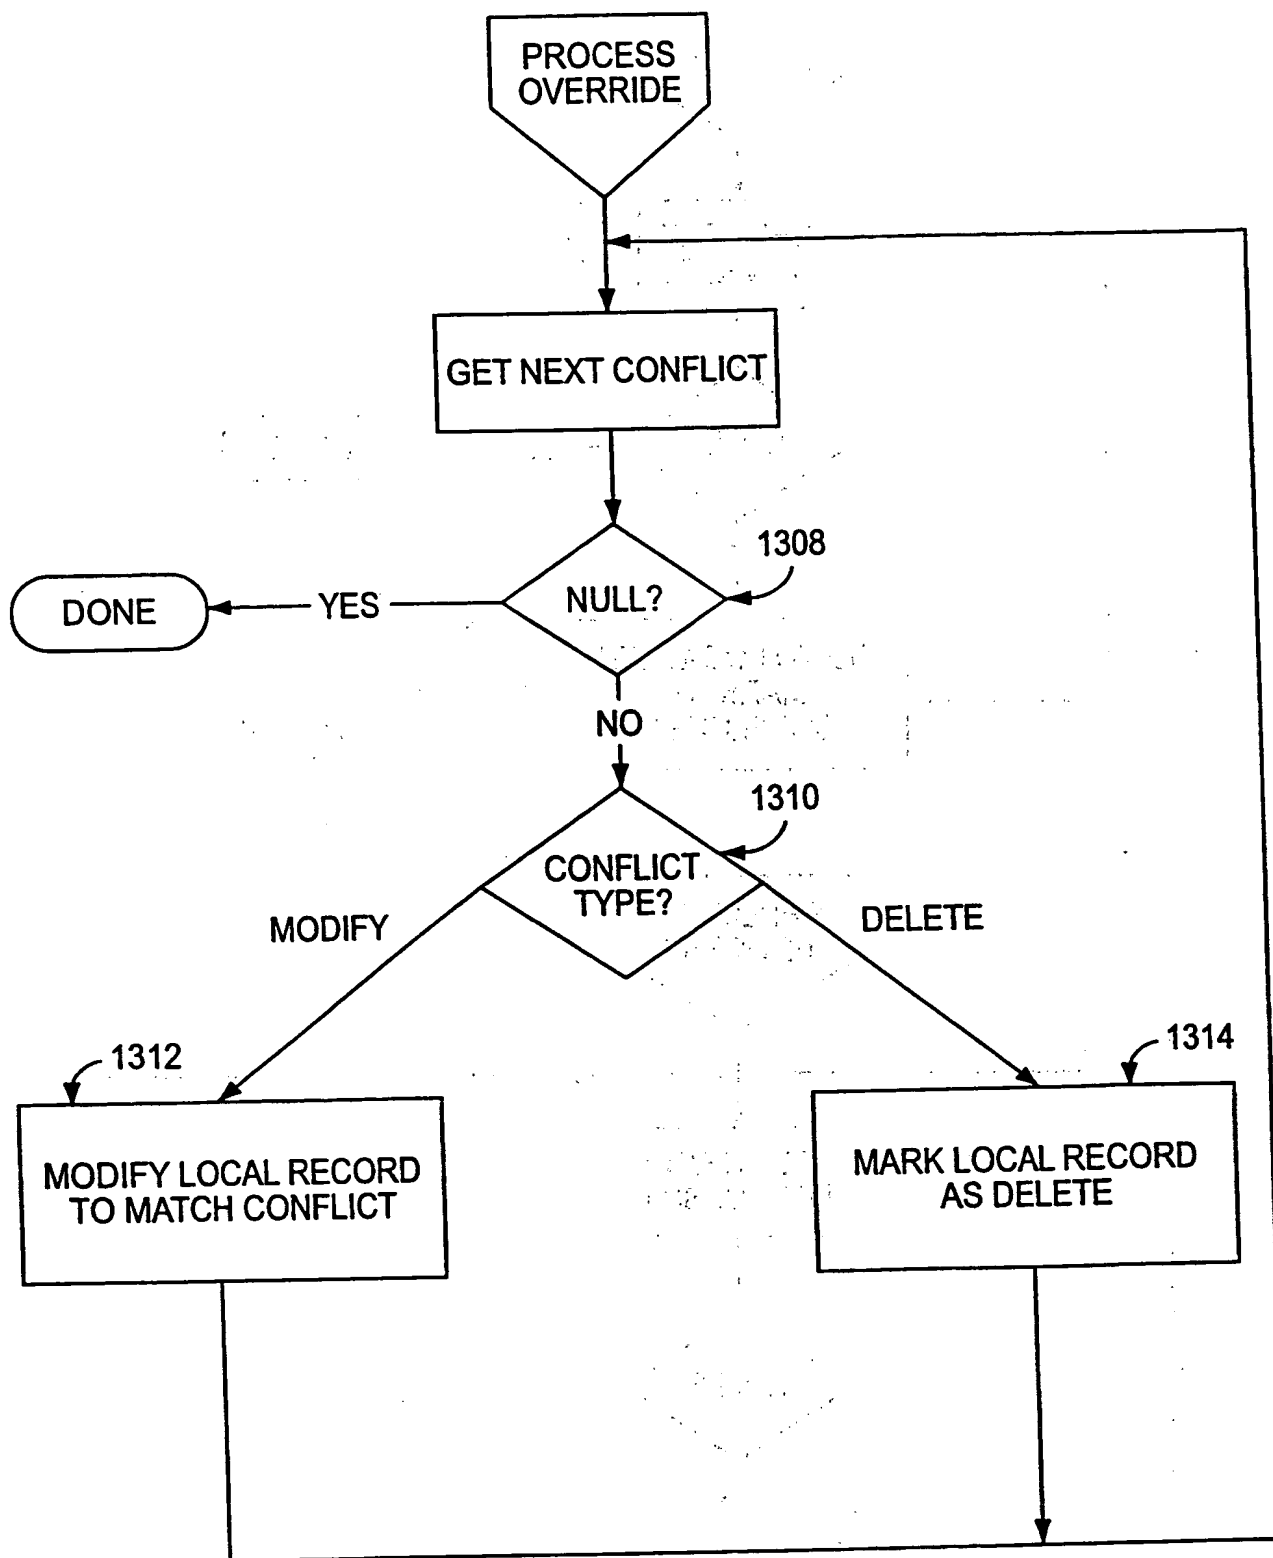 PROCESS
OVERRIDE
GET NEXT CONFLICT
1308
NULL?
YES
DONE
NO
1310
CONFLICT
TYPE?
MODIFY
DELETE
1312
1314
MODIFY LOCAL RECORD
TO MATCH CONFLICT
MARK LOCAL RECORD
AS DELETE